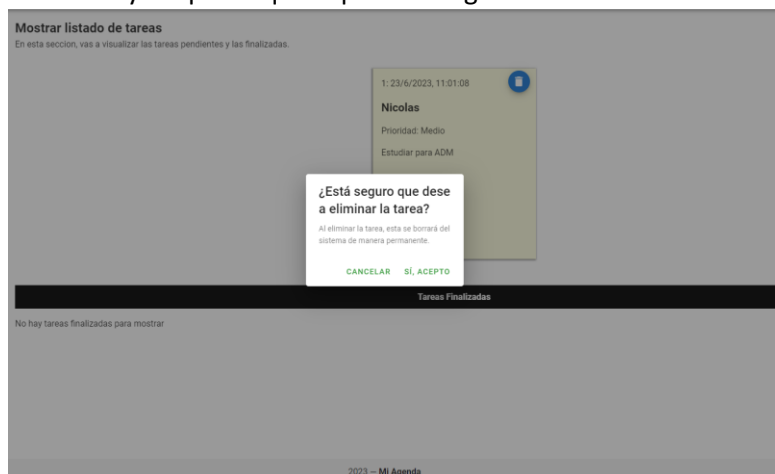 Mostrar listado de tareas
En esta seccion, vas a visualizar las tareas pendientes y las finalizadas.
1: 23/6/2023, 11:01:08
Nicolas
Prioridad: Medio
Estudiar para ADM
¿Está seguro que dese
a eliminar la tarea?
Al eliminar la tarea, esta se borrará del
sistema de manera permanente.
CANCELAR SÍ, ACEPTO
Tareas Finalizadas
No hay tareas finalizadas para mostrar
2023 — Mi Agenda